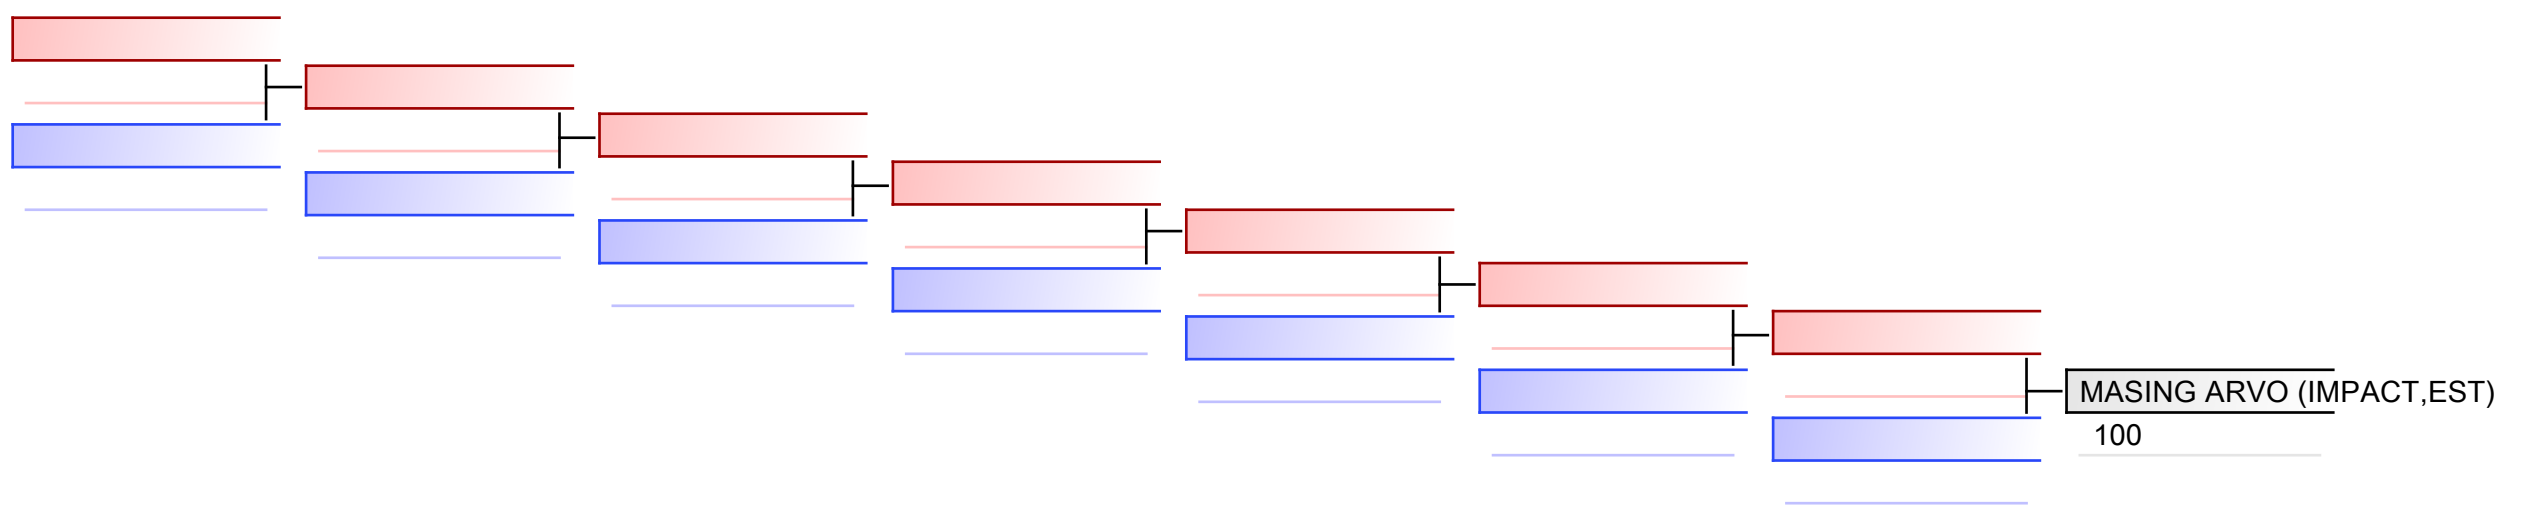 MASING ARVO (IMPACT,EST)
100